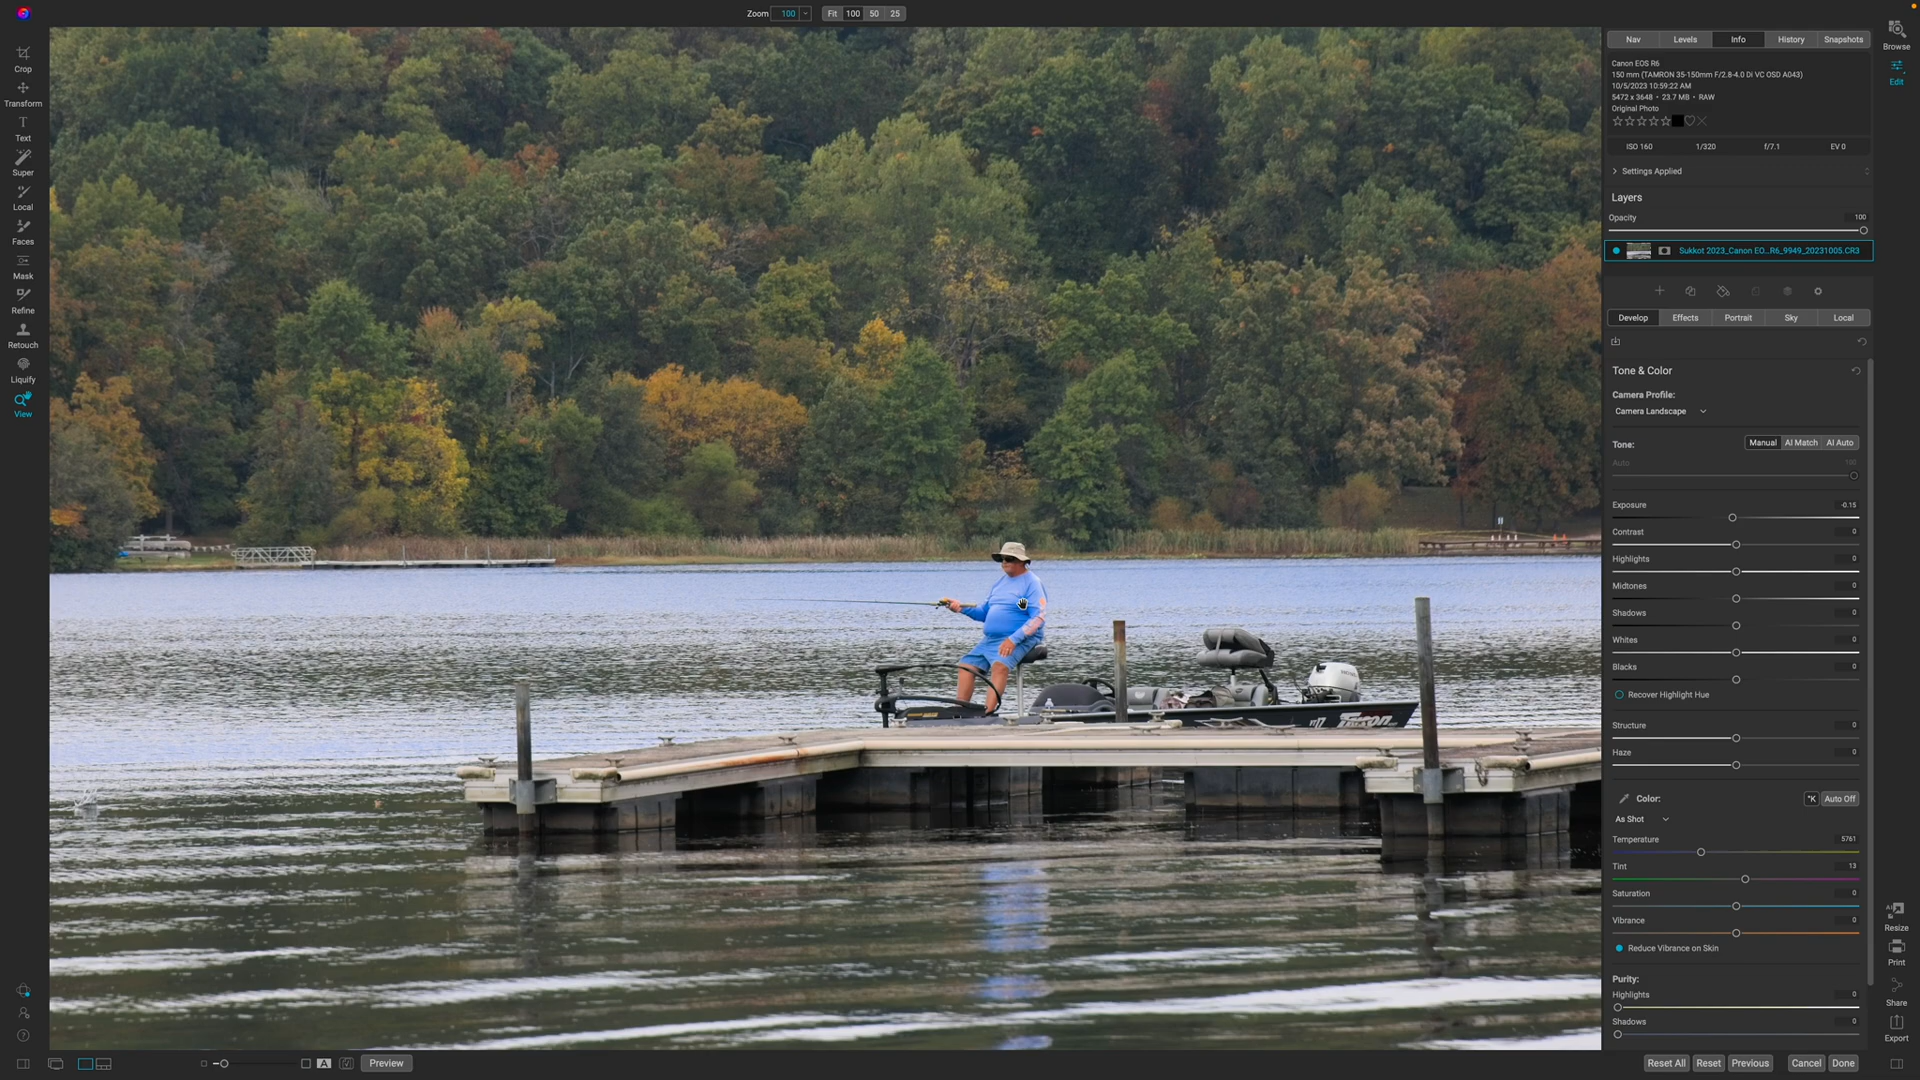 Zoom 100 Fit 100 50 25
Crop
Transform
Text
Super
Local
Faces
Mask
Refine
Retouch
Liquify
View
Nav Levels Info History Snapshots
Canon EOS R6
150 mm (TAMRON 35-150mm F/2.8-4.0 Di VC OSD A043)
10/5/2023 10:59:22 AM
5472 x 3648 • 23.7 MB • RAW
Original Photo
ISO 160 1/320 f/7.1 EV 0
Settings Applied
Layers
Opacity 100
Sukkot 2023_Canon EO...R6_9949_20231005.CR3
Develop Effects Portrait Sky Local
Tone & Color
Camera Profile:
Camera Landscape
Tone: Manual AI Match AI Auto
Auto 100
Exposure -0.15
Contrast 0
Highlights 0
Midtones 0
Shadows 0
Whites 0
Blacks 0
Recover Highlight Hue
Structure 0
Haze 0
Color: °K Auto Off
As Shot
Temperature 5761
Tint 13
Saturation 0
Vibrance 0
Reduce Vibrance on Skin
Purity:
Highlights 0
Shadows 0
Browse
Edit
Resize
Print
Share
Export
A Preview
Reset All Reset Previous Cancel Done